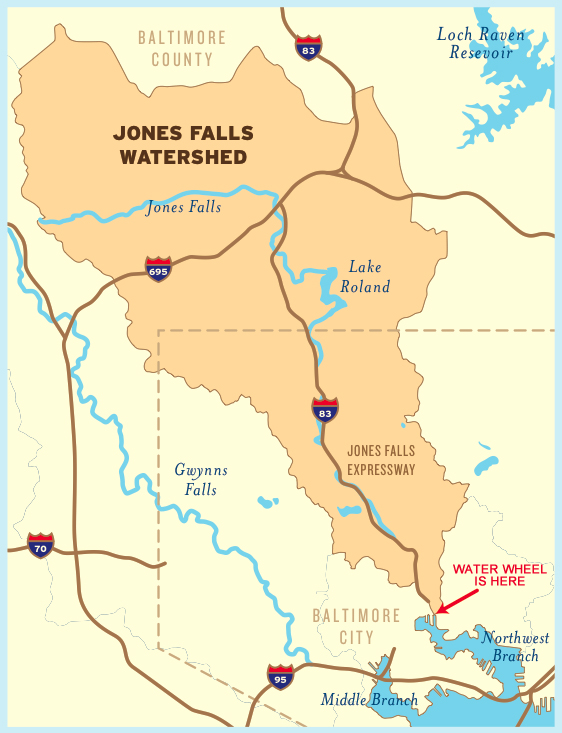 BALTIMORE
COUNTY
83
Loch Raven
Resevoir
JONES FALLS
WATERSHED
Jones Falls
695
Lake
Roland
83
JONES FALLS
EXPRESSWAY
Gwynns
Falls
70
WATER WHEEL
IS HERE
BALTIMORE
CITY
Northwest
Branch
95
Middle Branch